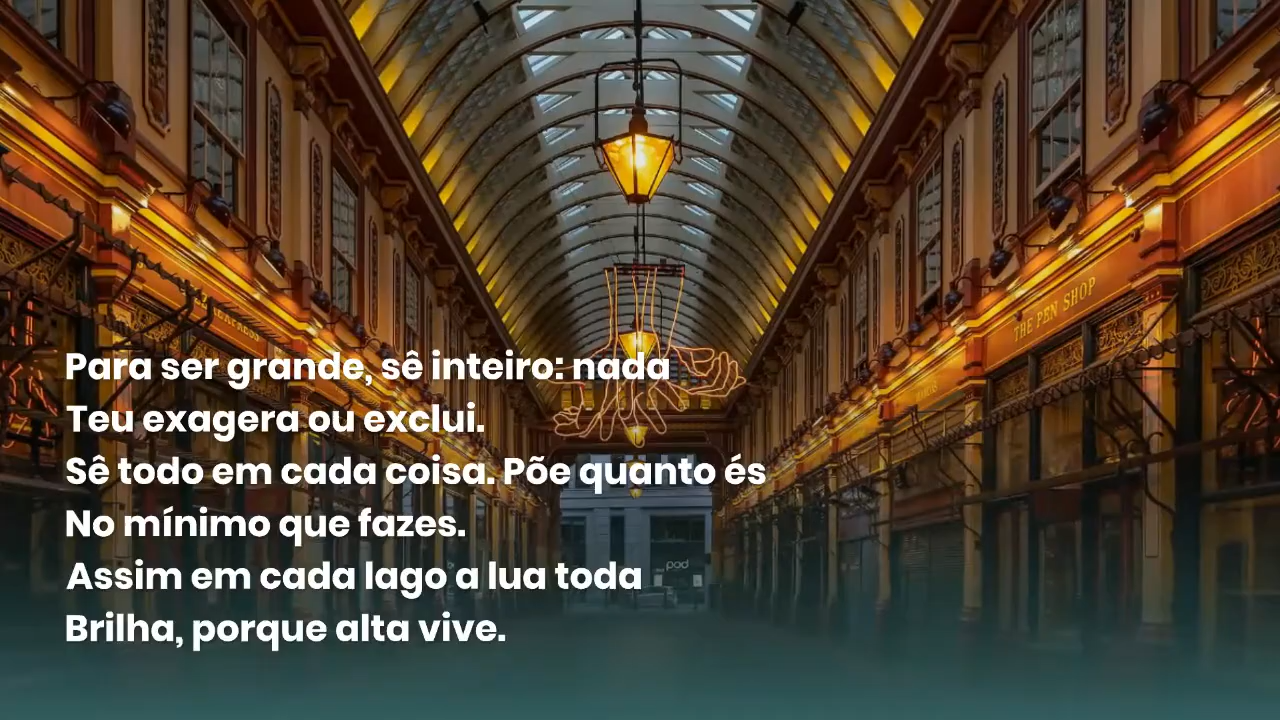 THE PEN SHOP
Para ser grande, sê inteiro: nada
Teu exagera ou exclui.
Sê todo em cada coisa. Põe quanto és
No mínimo que fazes.
Assim em cada lago a lua toda
Brilha, porque alta vive.
pod